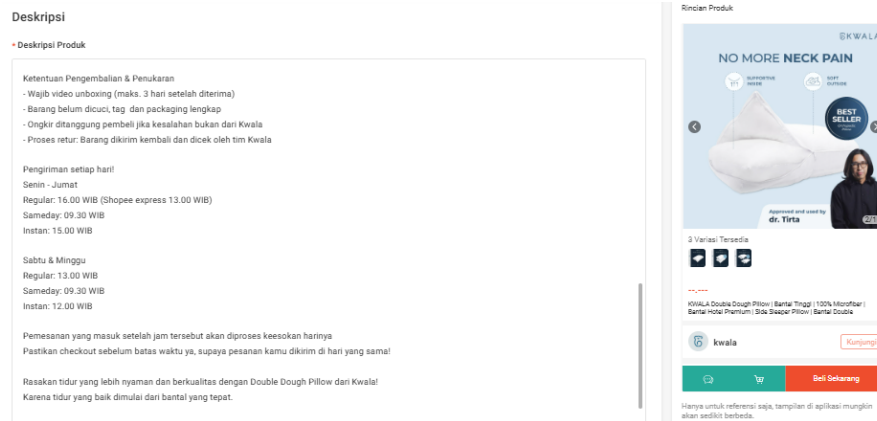 Deskripsi
* Deskripsi Produk
Ketentuan Pengembalian & Penukaran
- Wajib video unboxing (maks. 3 hari setelah diterima)
- Barang belum dicuci, tag dan packaging lengkap
- Ongkir ditanggung pembeli jika kesalahan bukan dari Kwala
- Proses retur: Barang dikirim kembali dan dicek oleh tim Kwala
Pengiriman setiap hari!
Senin - Jumat
Regular: 16.00 WIB (Shopee express 13.00 WIB)
Sameday: 09.30 WIB
Instan: 15.00 WIB
Sabtu & Minggu
Regular: 13.00 WIB
Sameday: 09.30 WIB
Instan: 12.00 WIB
Pemesanan yang masuk setelah jam tersebut akan diproses keesokan harinya
Pastikan checkout sebelum batas waktu ya, supaya pesanan kamu dikirim di hari yang sama!
Rasakan tidur yang lebih nyaman dan berkualitas dengan Double Dough Pillow dari Kwala!
Karena tidur yang baik dimulai dari bantal yang tepat.
Rincian Produk
KWALA
NO MORE NECK PAIN
SUPPORTIVE
INSIDE
SOFT
OUTSIDE
BEST
SELLER
Approved and used by
dr. Tirta
3 Variasi Tersedia
--.---
KWALA Double Dough Pillow | Bantal Tinggi | 100% Microfiber |
Bantal Hotel Premium | Side Sleeper Pillow | Bantal Double
kwala
Kunjungi
Beli Sekarang
Hanya untuk referensi saja, tampilan di aplikasi mungkin
akan sedikit berbeda.